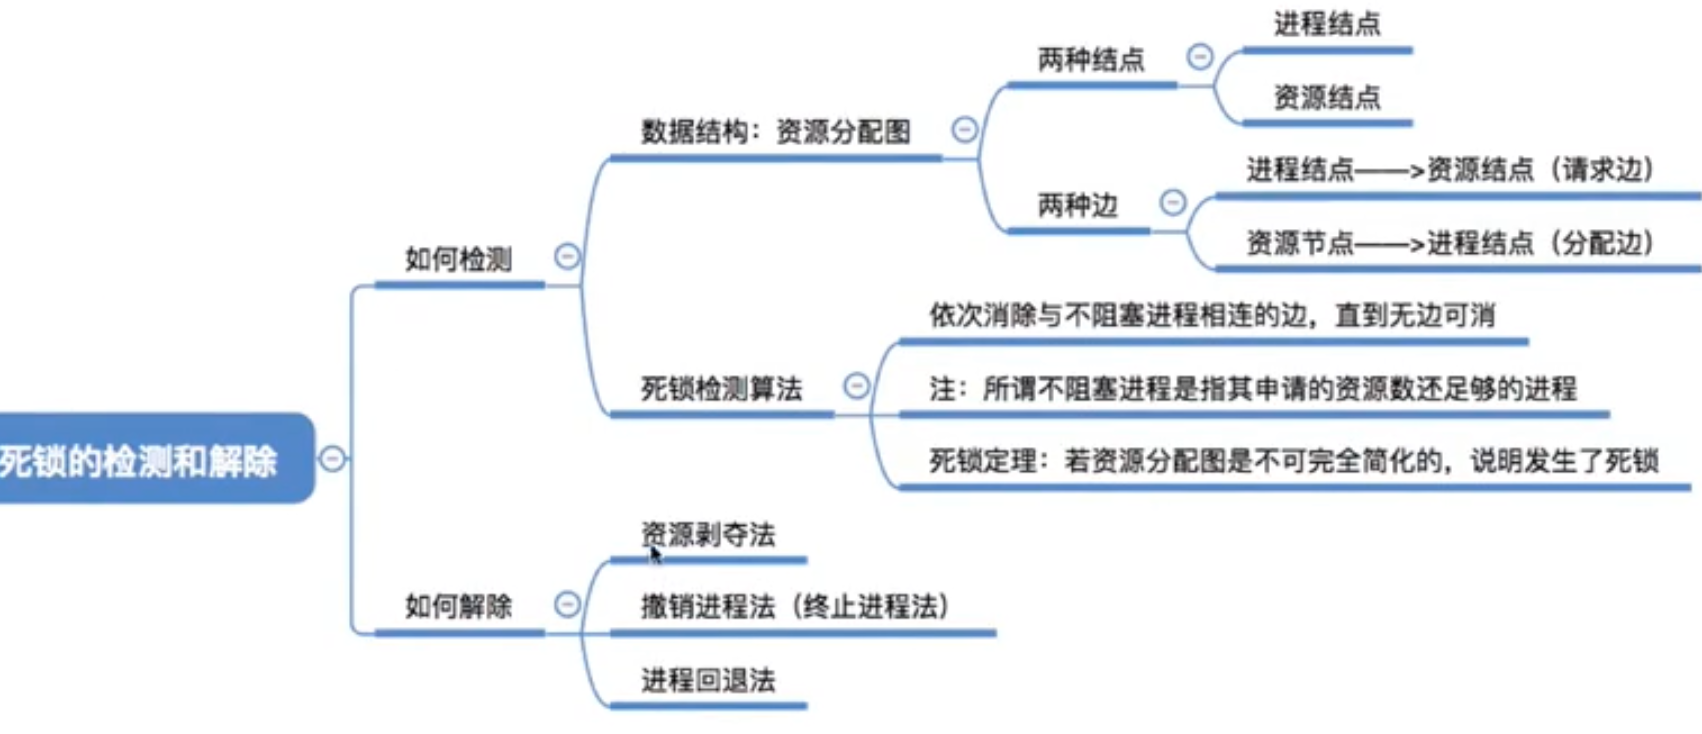 死锁的检测和解除
如何检测
数据结构：资源分配图
两种结点
进程结点
资源结点
两种边
进程结点——>资源结点（请求边）
资源节点——>进程结点（分配边）
死锁检测算法
依次消除与不阻塞进程相连的边，直到无边可消
注：所谓不阻塞进程是指其申请的资源数还足够的进程
死锁定理：若资源分配图是不可完全简化的，说明发生了死锁
如何解除
资源剥夺法
撤销进程法（终止进程法）
进程回退法